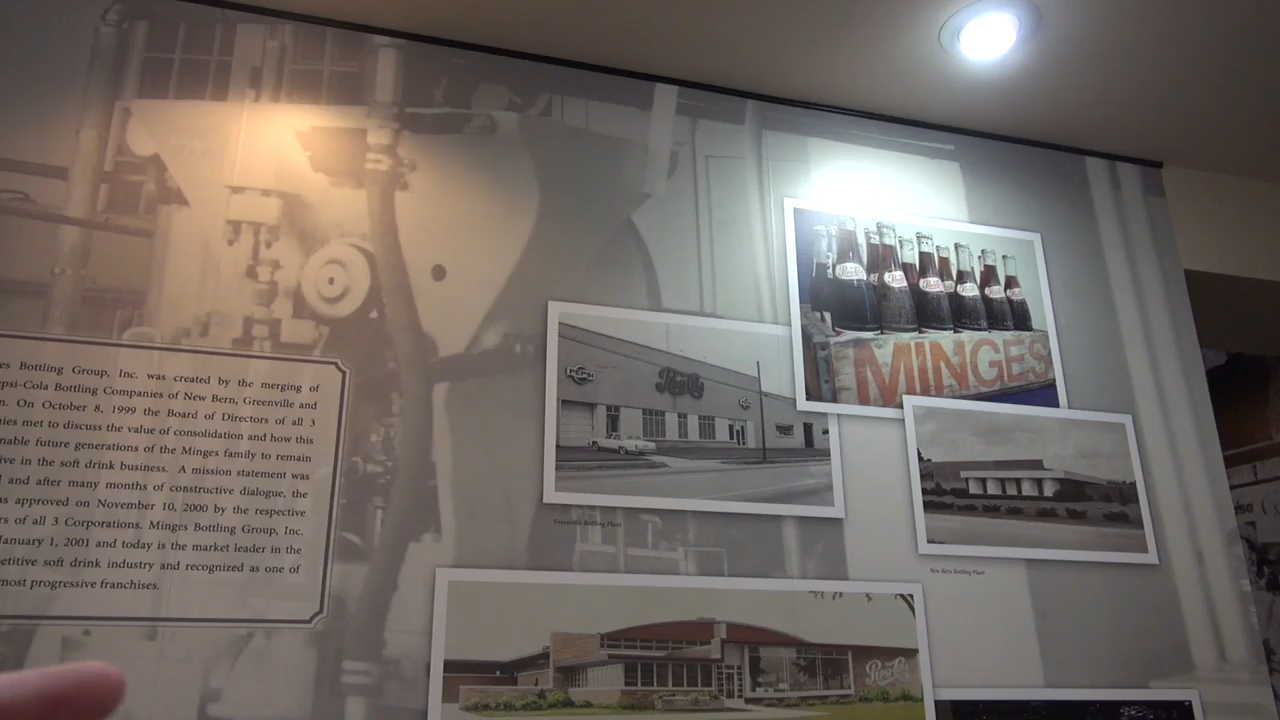 es Bottling Group, Inc. was created by the merging of
epsi-Cola Bottling Companies of New Bern, Greenville and
n. On October 8, 1999 the Board of Directors of all 3
nies met to discuss the value of consolidation and how this
nable future generations of the Minges family to remain
ive in the soft drink business. A mission statement was
l and after many months of constructive dialogue, the
as approved on November 10, 2000 by the respective
rs of all 3 Corporations. Minges Bottling Group, Inc.
January 1, 2001 and today is the market leader in the
petitive soft drink industry and recognized as one of
most progressive franchises.
PEPSI
Pepsi-Cola
Greenville Bottling Plant
MINGES
New Bern Bottling Plant
Pepsi-Cola